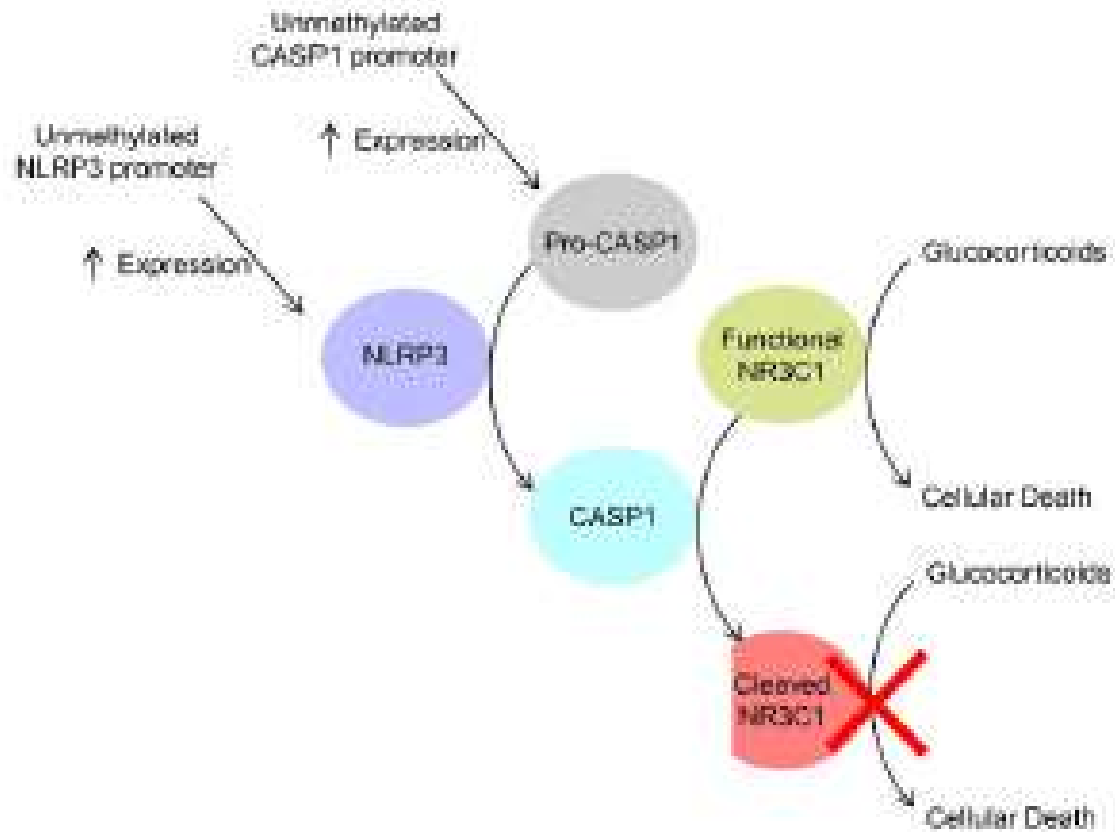 Unmethylated
CASP1 promoter
↑ Expression
Unmethylated
NLRP3 promoter
↑ Expression
Pro-CASP1
NLRP3
Functional
NR3C1
Glucocorticoids
Cellular Death
CASP1
Glucocorticoids
Cleaved
NR3C1
Cellular Death